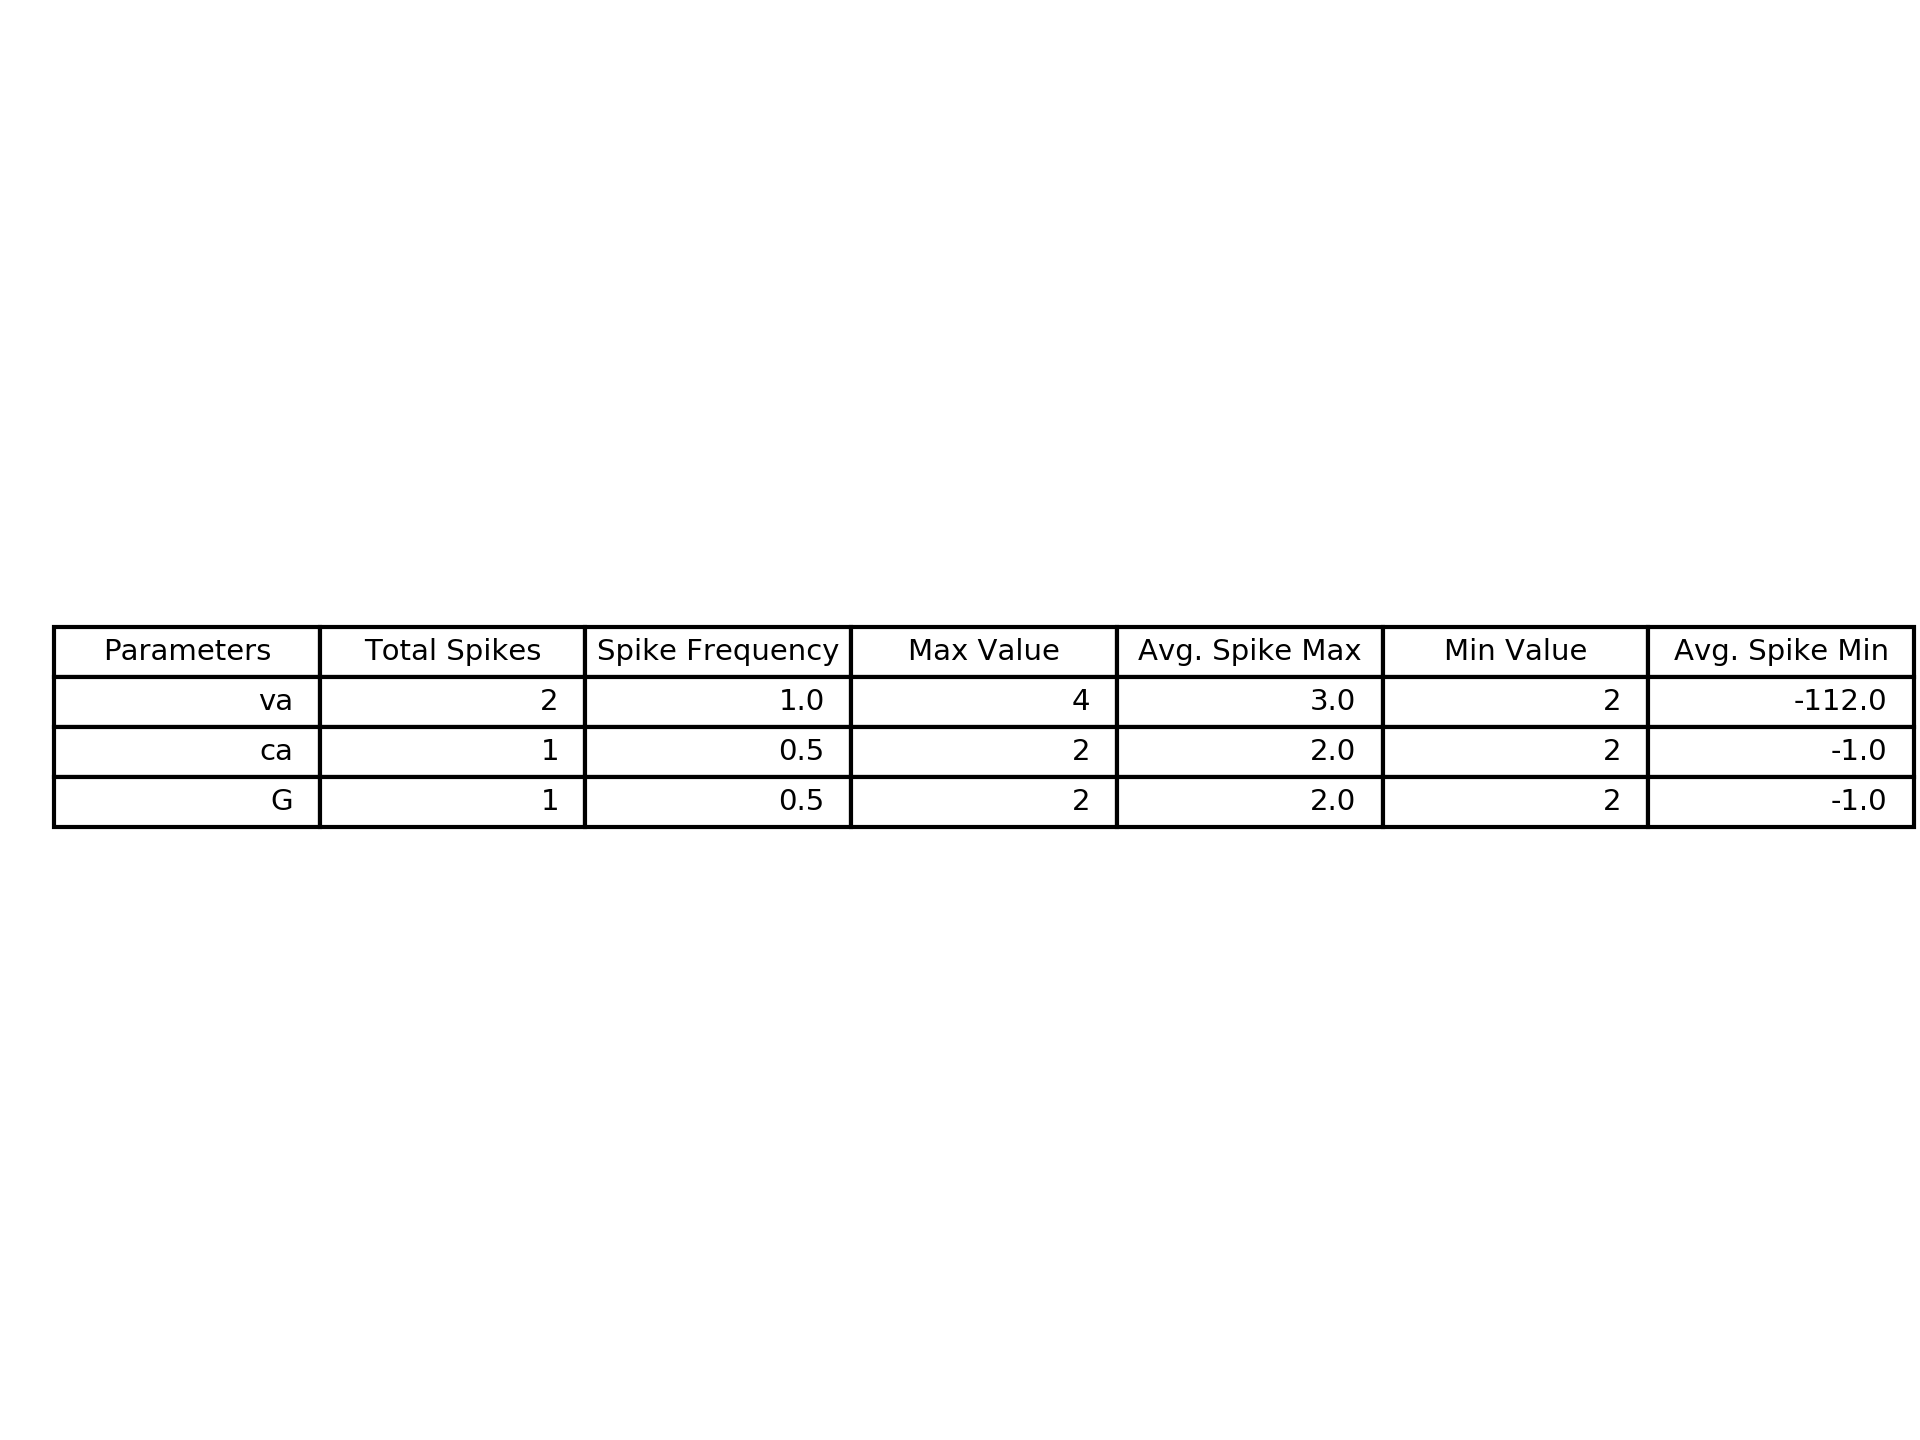 Parameters Total Spikes Spike Frequency Max Value Avg. Spike Max Min Value Avg. Spike Min
va 2 1.0 4 3.0 2 -112.0
ca 1 0.5 2 2.0 2 -1.0
G 1 0.5 2 2.0 2 -1.0